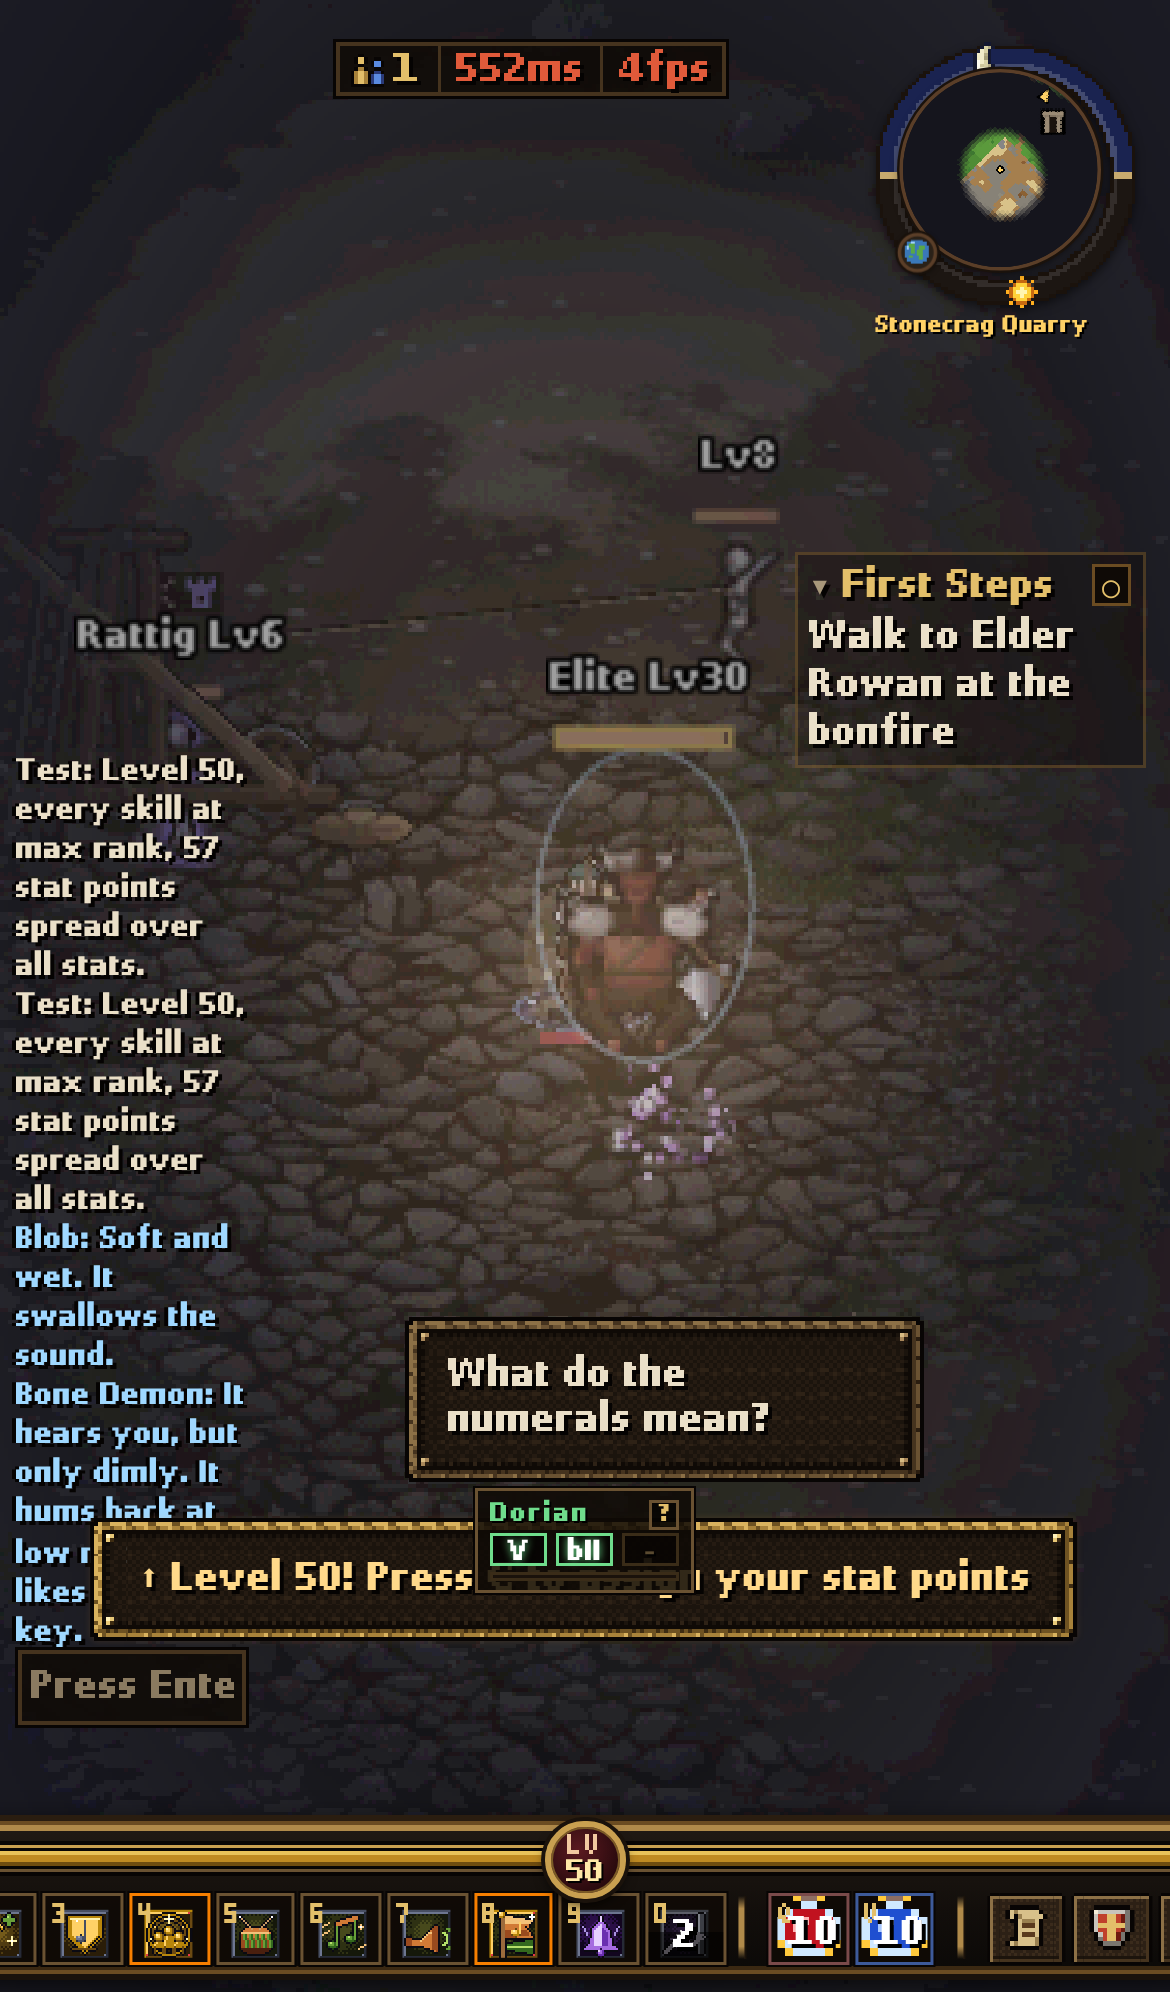 1 552ms 4fps
Stonecrag Quarry
Lv8
▼ First Steps
Walk to Elder
Rowan at the
bonfire
Rattig Lv6
Elite Lv30
Test: Level 50,
every skill at
max rank, 57
stat points
spread over
all stats.
Test: Level 50,
every skill at
max rank, 57
stat points
spread over
all stats.
Blob: Soft and
wet. It
swallows the
sound.
Bone Demon: It
hears you, but
only dimly. It
hums back at
low
likes
key.
What do the
numerals mean?
Dorian ?
V bII -
↑ Level 50! Press your stat points
Press Ente
LV
50
3 4 5 6 7 8 9 0 2 10 10